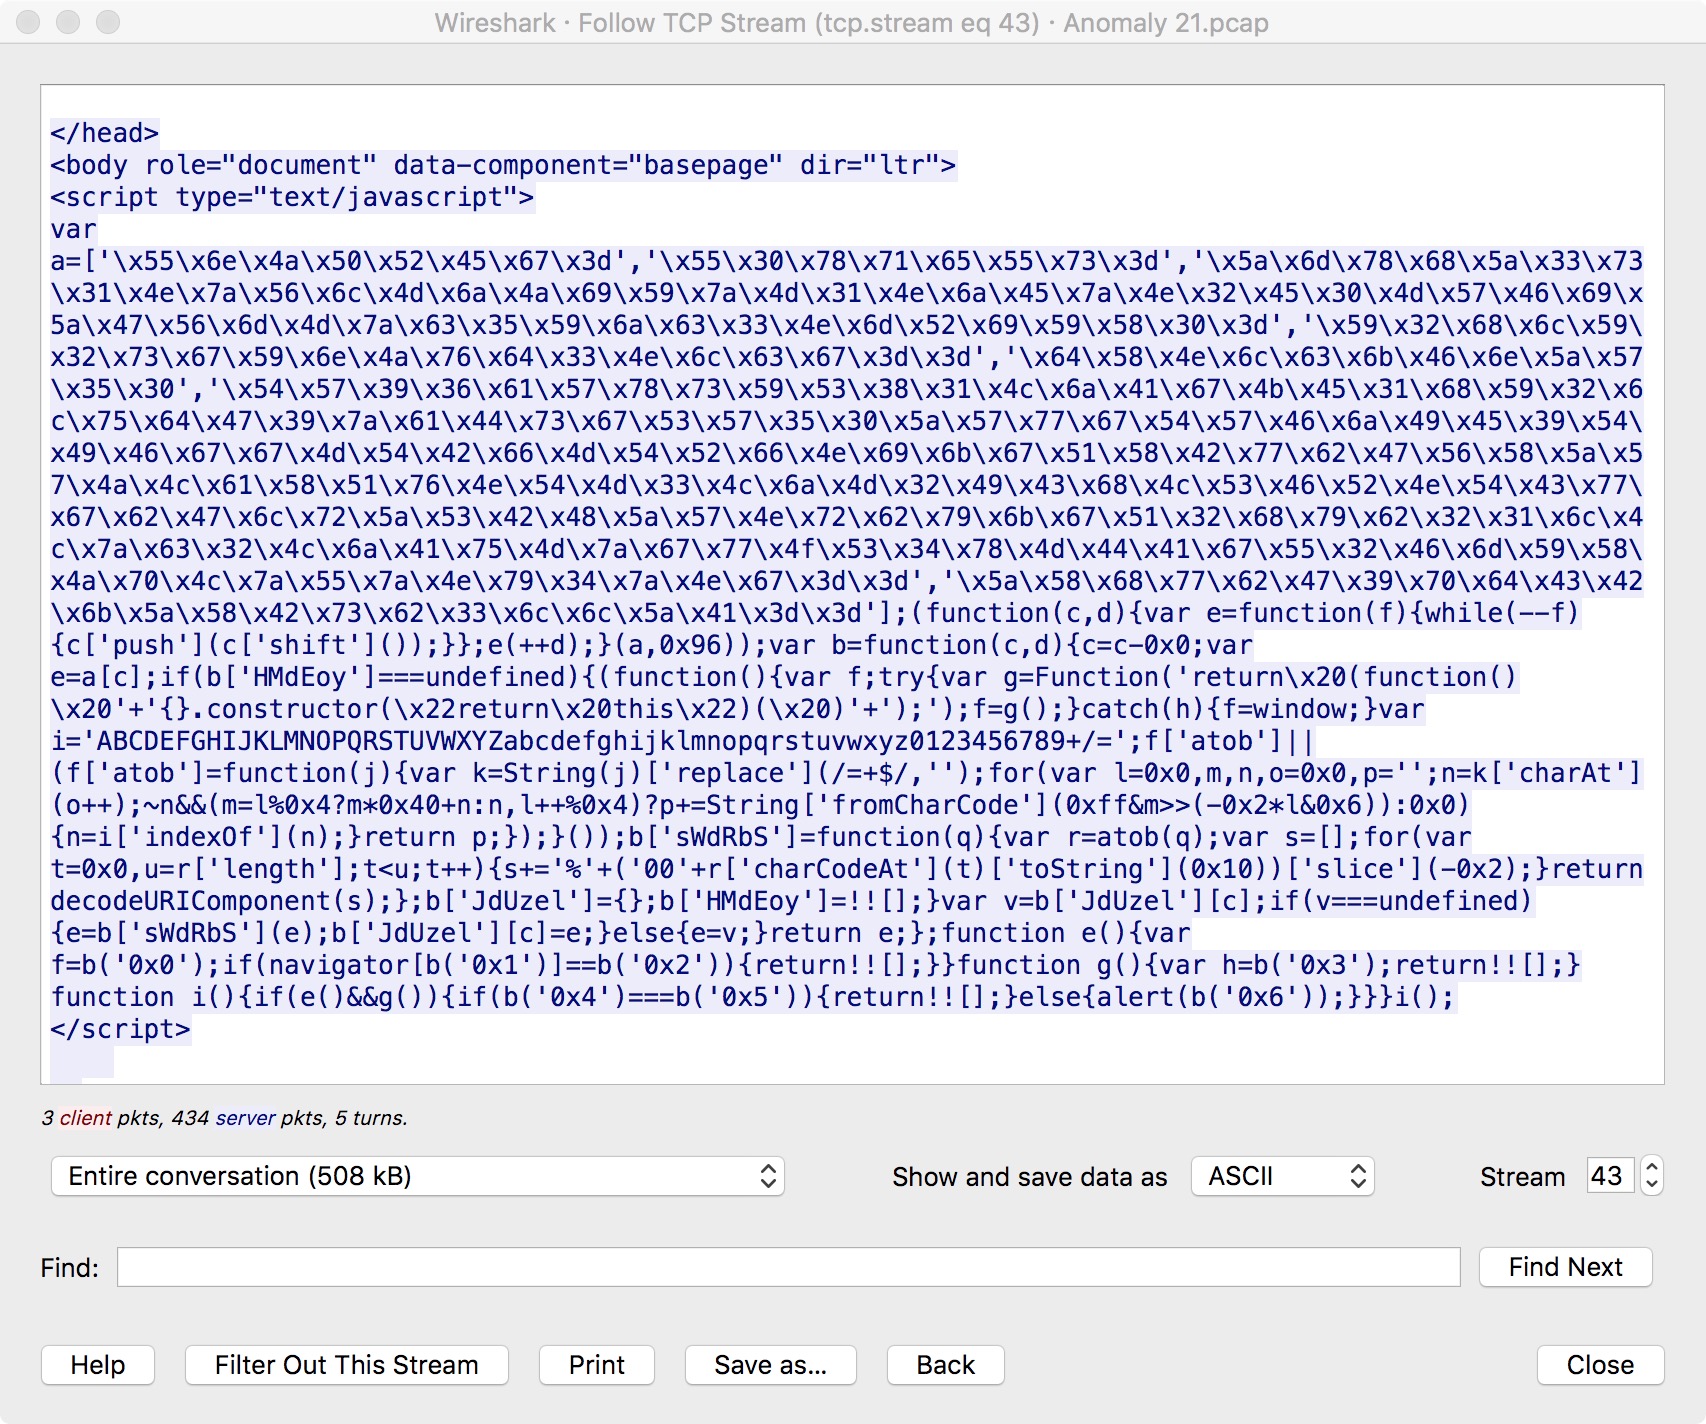 Wireshark · Follow TCP Stream (tcp.stream eq 43) · Anomaly 21.pcap
</head>
<body role="document" data-component="basepage" dir="ltr">
<script type="text/javascript">
var
a=['\x55\x6e\x4a\x50\x52\x45\x67\x3d','\x55\x30\x78\x71\x65\x55\x73\x3d','\x5a\x6d\x78\x68\x5a\x33\x73
\x31\x4e\x7a\x56\x6c\x4d\x6a\x4a\x69\x59\x7a\x4d\x31\x4e\x6a\x45\x7a\x4e\x32\x45\x30\x4d\x57\x46\x69\x
5a\x47\x56\x6d\x4d\x7a\x63\x35\x59\x6a\x63\x33\x4e\x6d\x52\x69\x59\x58\x30\x3d','\x59\x32\x68\x6c\x59\
x32\x73\x67\x59\x6e\x4a\x76\x64\x33\x4e\x6c\x63\x67\x3d\x3d','\x64\x58\x4e\x6c\x63\x6b\x46\x6e\x5a\x57
\x35\x30','\x54\x57\x39\x36\x61\x57\x78\x73\x59\x53\x38\x31\x4c\x6a\x41\x67\x4b\x45\x31\x68\x59\x32\x6
c\x75\x64\x47\x39\x7a\x61\x44\x73\x67\x53\x57\x35\x30\x5a\x57\x77\x67\x54\x57\x46\x6a\x49\x45\x39\x54\
x49\x46\x67\x67\x4d\x54\x42\x66\x4d\x54\x52\x66\x4e\x69\x6b\x67\x51\x58\x42\x77\x62\x47\x56\x58\x5a\x5
7\x4a\x4c\x61\x58\x51\x76\x4e\x54\x4d\x33\x4c\x6a\x4d\x32\x49\x43\x68\x4c\x53\x46\x52\x4e\x54\x43\x77\
x67\x62\x47\x6c\x72\x5a\x53\x42\x48\x5a\x57\x4e\x72\x62\x79\x6b\x67\x51\x32\x68\x79\x62\x32\x31\x6c\x4
c\x7a\x63\x32\x4c\x6a\x41\x75\x4d\x7a\x67\x77\x4f\x53\x34\x78\x4d\x44\x41\x67\x55\x32\x46\x6d\x59\x58\
x4a\x70\x4c\x7a\x55\x7a\x4e\x79\x34\x7a\x4e\x67\x3d\x3d','\x5a\x58\x68\x77\x62\x47\x39\x70\x64\x43\x42
\x6b\x5a\x58\x42\x73\x62\x33\x6c\x6c\x5a\x41\x3d\x3d'];(function(c,d){var e=function(f){while(--f)
{c['push'](c['shift']());}};e(++d);}(a,0x96));var b=function(c,d){c=c-0x0;var
e=a[c];if(b['HMdEoy']===undefined){(function(){var f;try{var g=Function('return\x20(function()
\x20'+'{}.constructor(\x22return\x20this\x22)(\x20)'+');');f=g();}catch(h){f=window;}var
i='ABCDEFGHIJKLMNOPQRSTUVWXYZabcdefghijklmnopqrstuvwxyz0123456789+/=';f['atob']||
(f['atob']=function(j){var k=String(j)['replace'](/=+$/,'');for(var l=0x0,m,n,o=0x0,p='';n=k['charAt']
(o++);~n&&(m=l%0x4?m*0x40+n:n,l++%0x4)?p+=String['fromCharCode'](0xff&m>>(-0x2*l&0x6)):0x0)
{n=i['indexOf'](n);}return p;});}());b['sWdRbS']=function(q){var r=atob(q);var s=[];for(var
t=0x0,u=r['length'];t<u;t++){s+='%'+('00'+r['charCodeAt'](t)['toString'](0x10))['slice'](-0x2);}return
decodeURIComponent(s);};b['JdUzel']={};b['HMdEoy']=!![];}var v=b['JdUzel'][c];if(v===undefined)
{e=b['sWdRbS'](e);b['JdUzel'][c]=e;}else{e=v;}return e;};function e(){var
f=b('0x0');if(navigator[b('0x1')]==b('0x2')){return!![];}}function g(){var h=b('0x3');return!![];}
function i(){if(e()&&g()){if(b('0x4')===b('0x5')){return!![];}else{alert(b('0x6'));}}}i();
</script>
3 client pkts, 434 server pkts, 5 turns.
Entire conversation (508 kB) Show and save data as ASCII Stream 43
Find: Find Next
Help Filter Out This Stream Print Save as... Back Close